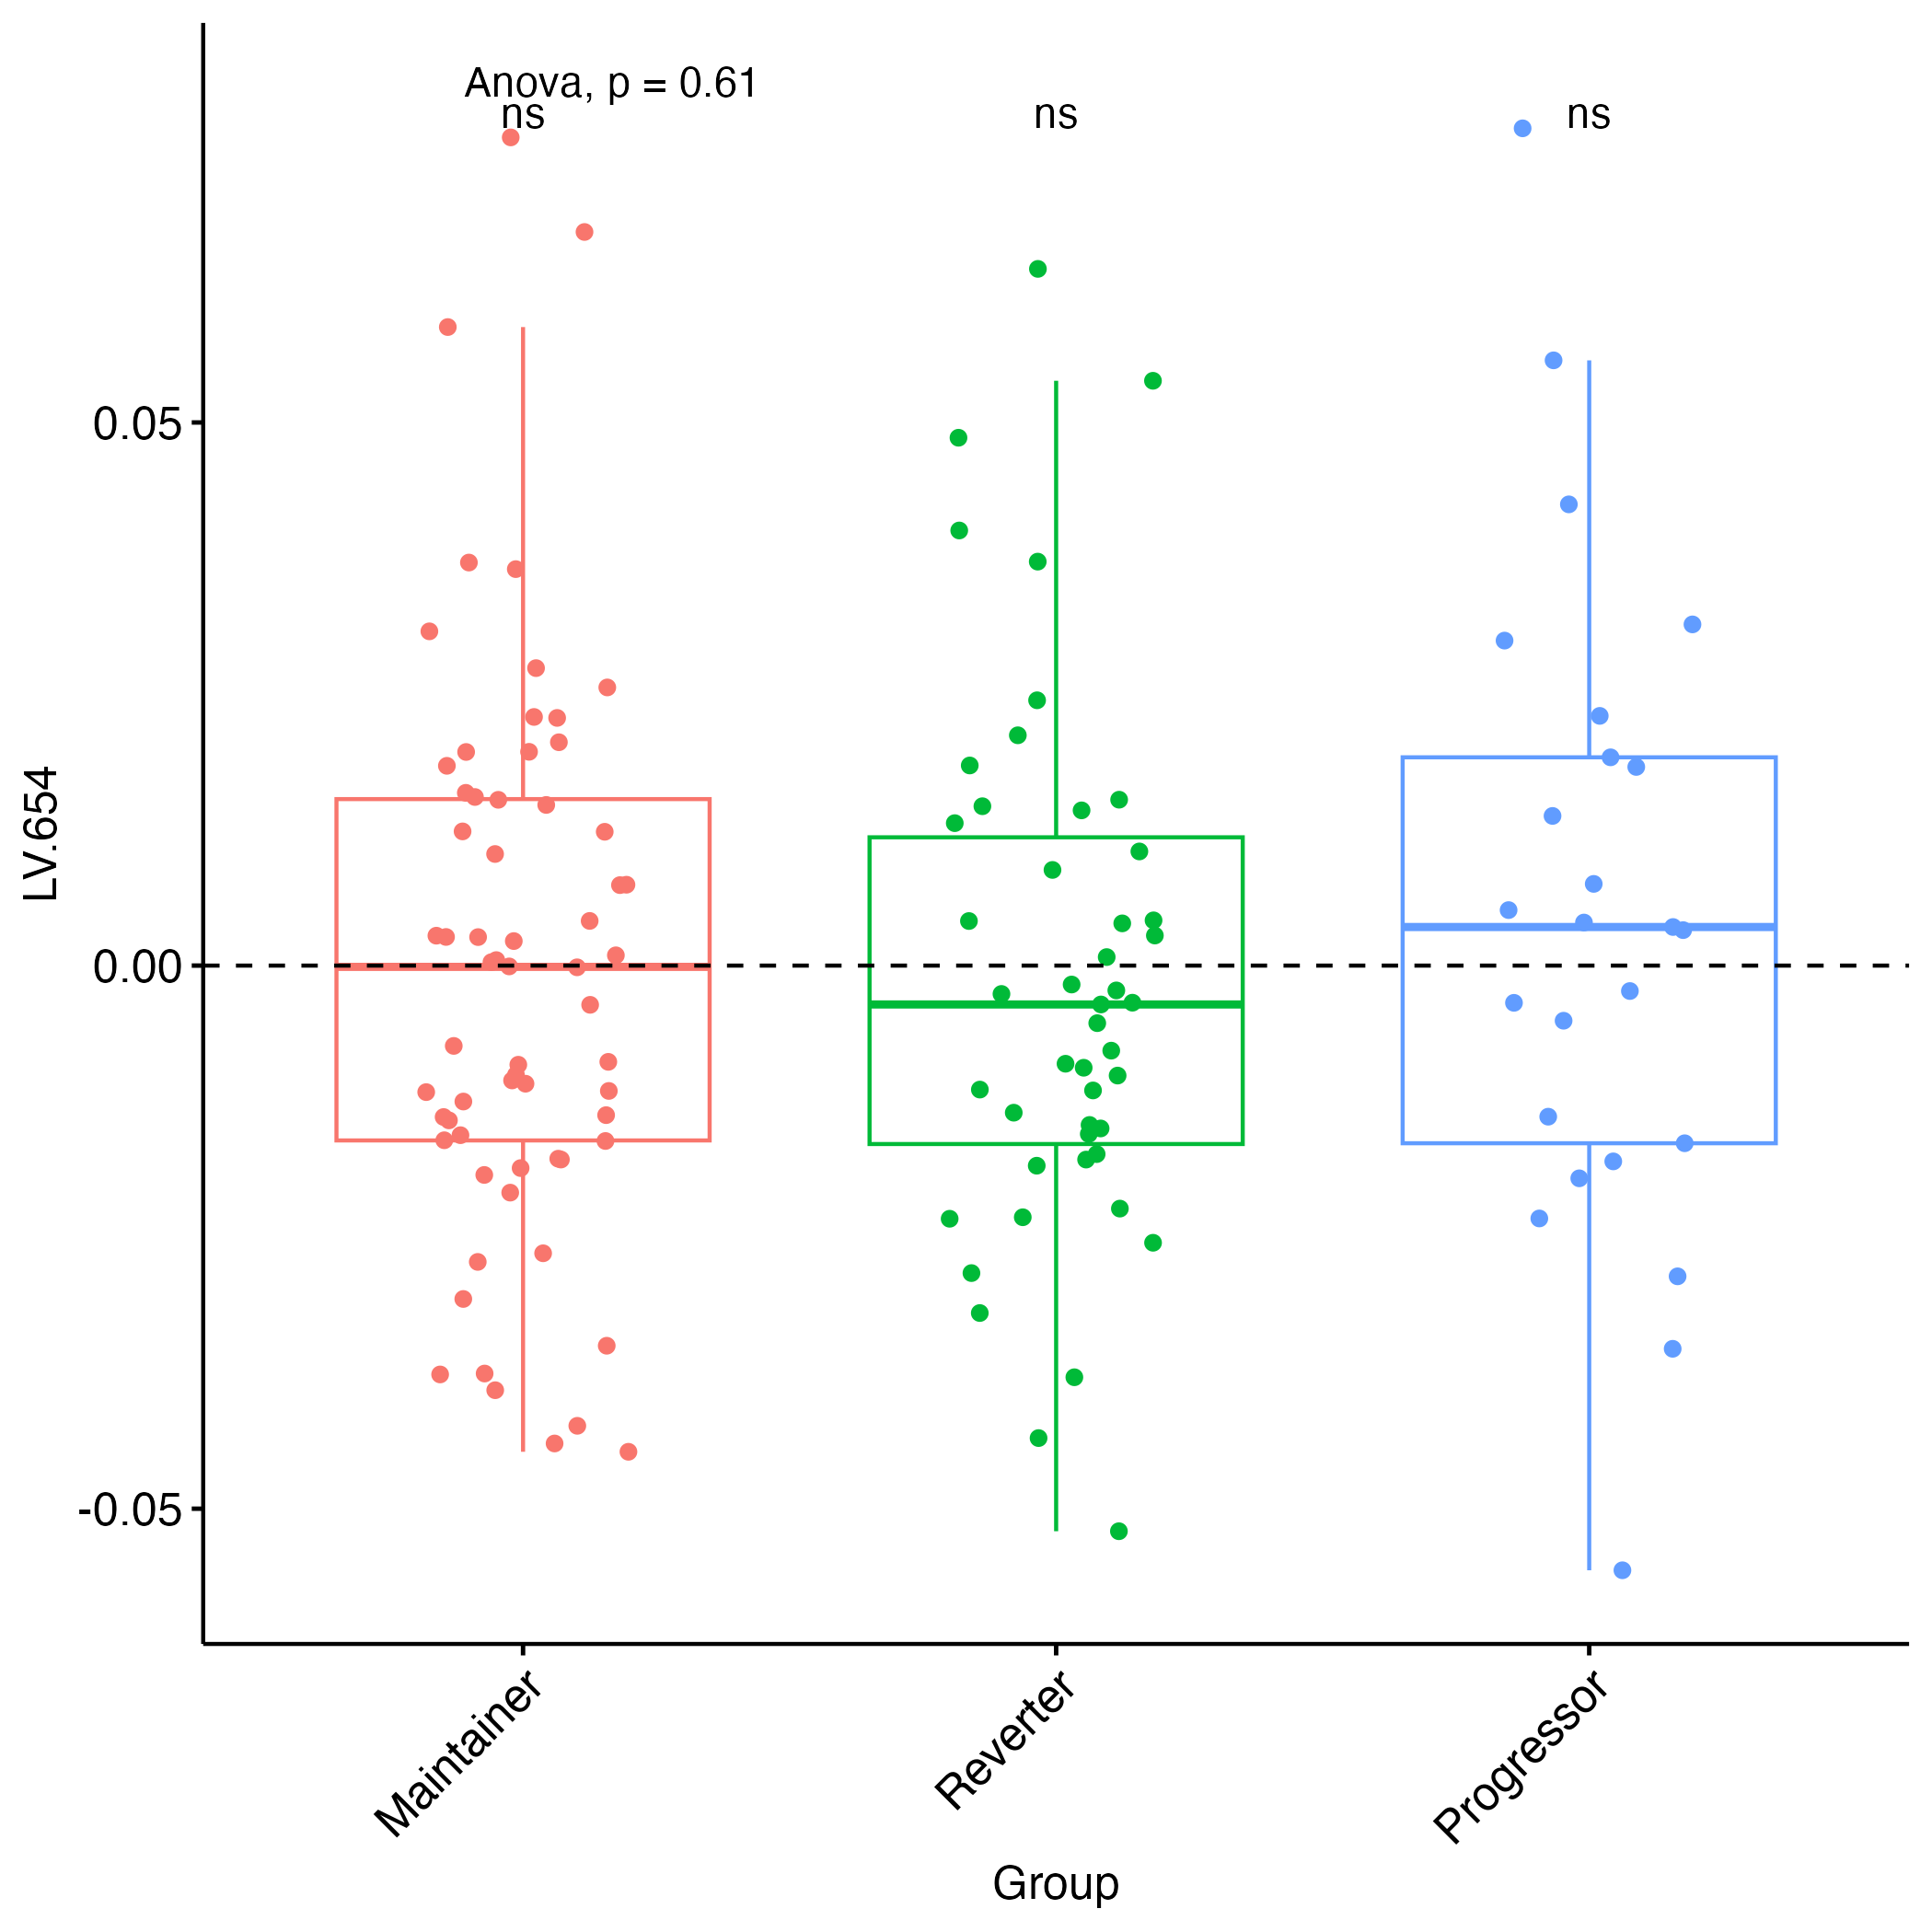 Anova, p = 0.61
ns ns ns
LV.654
0.05
0.00
-0.05
Maintainer
Reverter
Progressor
Group